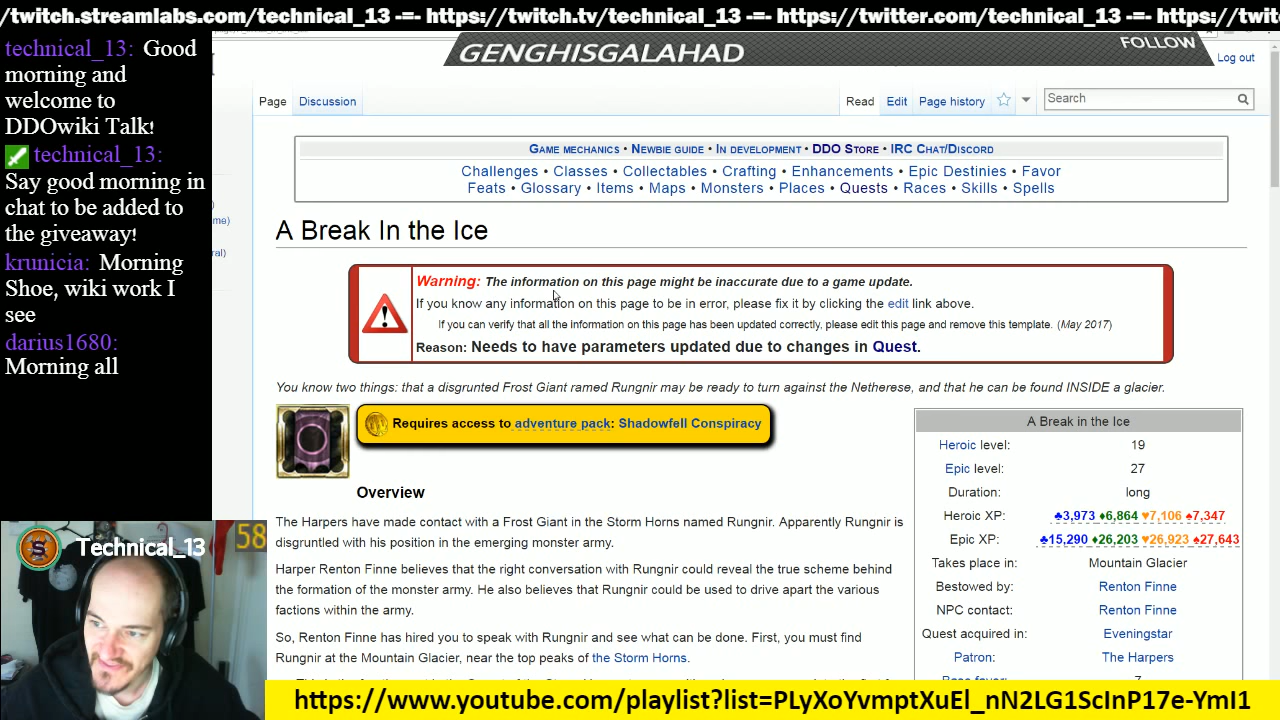 /twitch.streamlabs.com/technical_13 -=- https://twitch.tv/technical_13 -=- https://twitter.com/technical_13 -=- https://twit
technical_13: Good
morning and
welcome to
DDOwiki Talk!
technical_13:
Say good morning in
chat to be added to
the giveaway!
krunicia: Morning
Shoe, wiki work I
see
darius1680:
Morning all
GENGHISGALAHAD
FOLLOW
Log out
Page Discussion
Read Edit Page history
Search
me)
ral)
GAME MECHANICS • NEWBIE GUIDE • IN DEVELOPMENT • DDO STORE • IRC CHAT/DISCORD
Challenges • Classes • Collectables • Crafting • Enhancements • Epic Destinies • Favor
Feats • Glossary • Items • Maps • Monsters • Places • Quests • Races • Skills • Spells
A Break In the Ice
Warning: The information on this page might be inaccurate due to a game update.
If you know any information on this page to be in error, please fix it by clicking the edit link above.
If you can verify that all the information on this page has been updated correctly, please edit this page and remove this template. (May 2017)
Reason: Needs to have parameters updated due to changes in Quest.
You know two things: that a disgrunted Frost Giant ramed Rungnir may be ready to turn against the Netherese, and that he can be found INSIDE a glacier.
Requires access to adventure pack: Shadowfell Conspiracy
Overview
The Harpers have made contact with a Frost Giant in the Storm Horns named Rungnir. Apparently Rungnir is
disgruntled with his position in the emerging monster army.
Harper Renton Finne believes that the right conversation with Rungnir could reveal the true scheme behind
the formation of the monster army. He also believes that Rungnir could be used to drive apart the various
factions within the army.
So, Renton Finne has hired you to speak with Rungnir and see what can be done. First, you must find
Rungnir at the Mountain Glacier, near the top peaks of the Storm Horns.
A Break in the Ice
Heroic level: 19
Epic level: 27
Duration: long
Heroic XP: ♣3,973 ♦6,864 ♥7,106 ♠7,347
Epic XP: ♣15,290 ♦26,203 ♥26,923 ♠27,643
Takes place in: Mountain Glacier
Bestowed by: Renton Finne
NPC contact: Renton Finne
Quest acquired in: Eveningstar
Patron: The Harpers
Technical_13
58
https://www.youtube.com/playlist?list=PLyXoYvmptXuEl_nN2LG1ScInP17e-YmI1